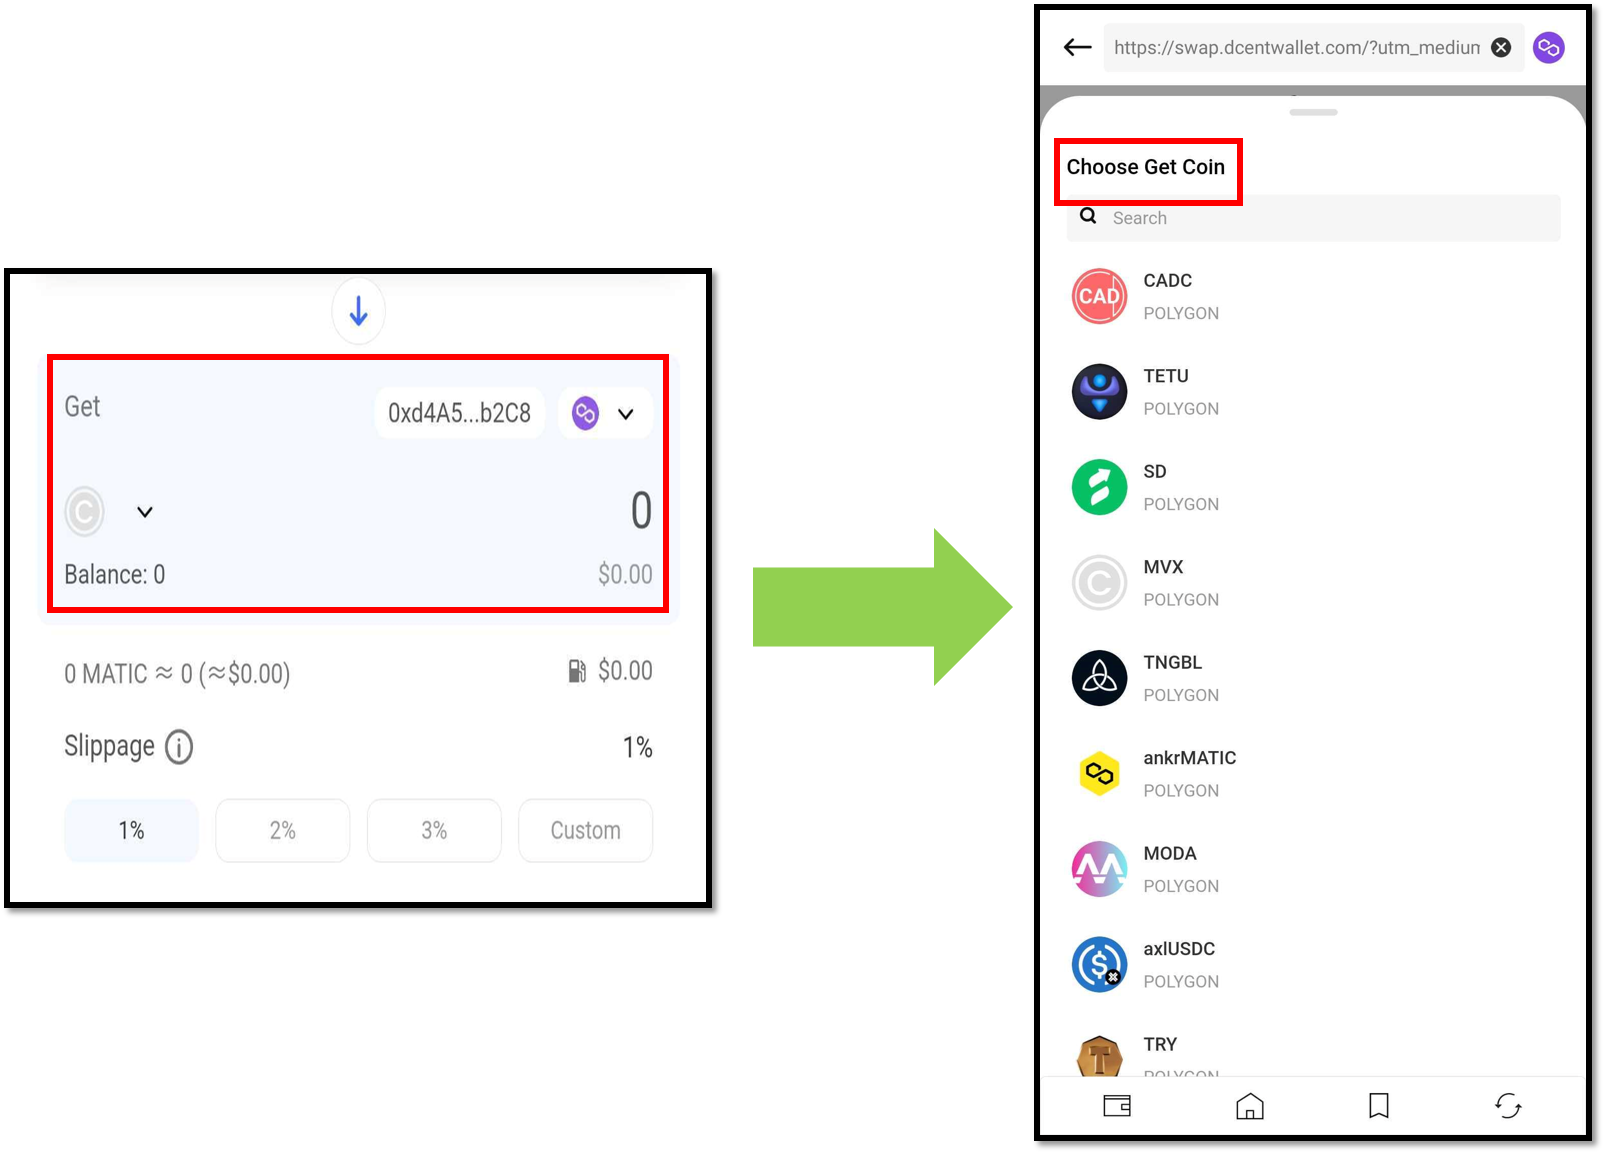 Get
0xd4A5...b2C8
0
Balance: 0
$0.00
0 MATIC ≈ 0 (≈$0.00)
$0.00
Slippage
1%
1%
2%
3%
Custom
https://swap.dcentwallet.com/?utm_medium
Choose Get Coin
Search
CAD
CADC
POLYGON
TETU
POLYGON
SD
POLYGON
MVX
POLYGON
TNGBL
POLYGON
ankrMATIC
POLYGON
MODA
POLYGON
axlUSDC
POLYGON
TRY
POLYGON